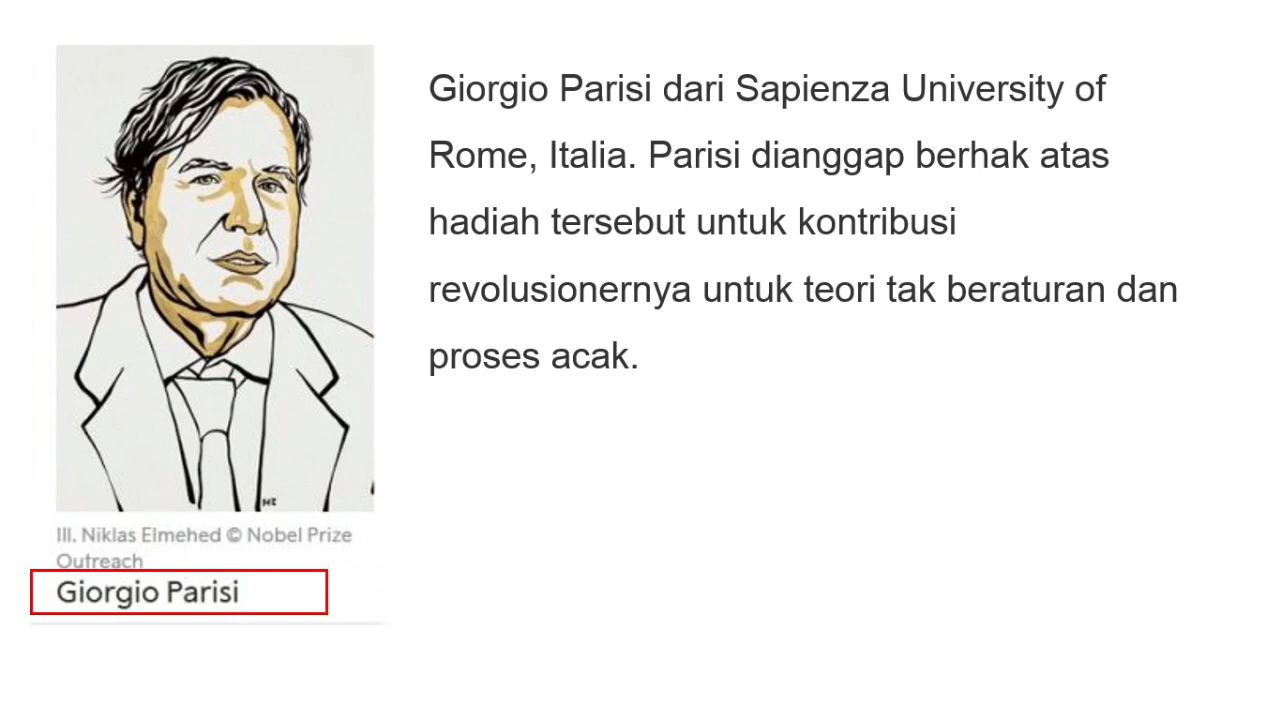 Giorgio Parisi dari Sapienza University of
Rome, Italia. Parisi dianggap berhak atas
hadiah tersebut untuk kontribusi
revolusionernya untuk teori tak beraturan dan
proses acak.
III. Niklas Elmehed © Nobel Prize
Outreach
Giorgio Parisi